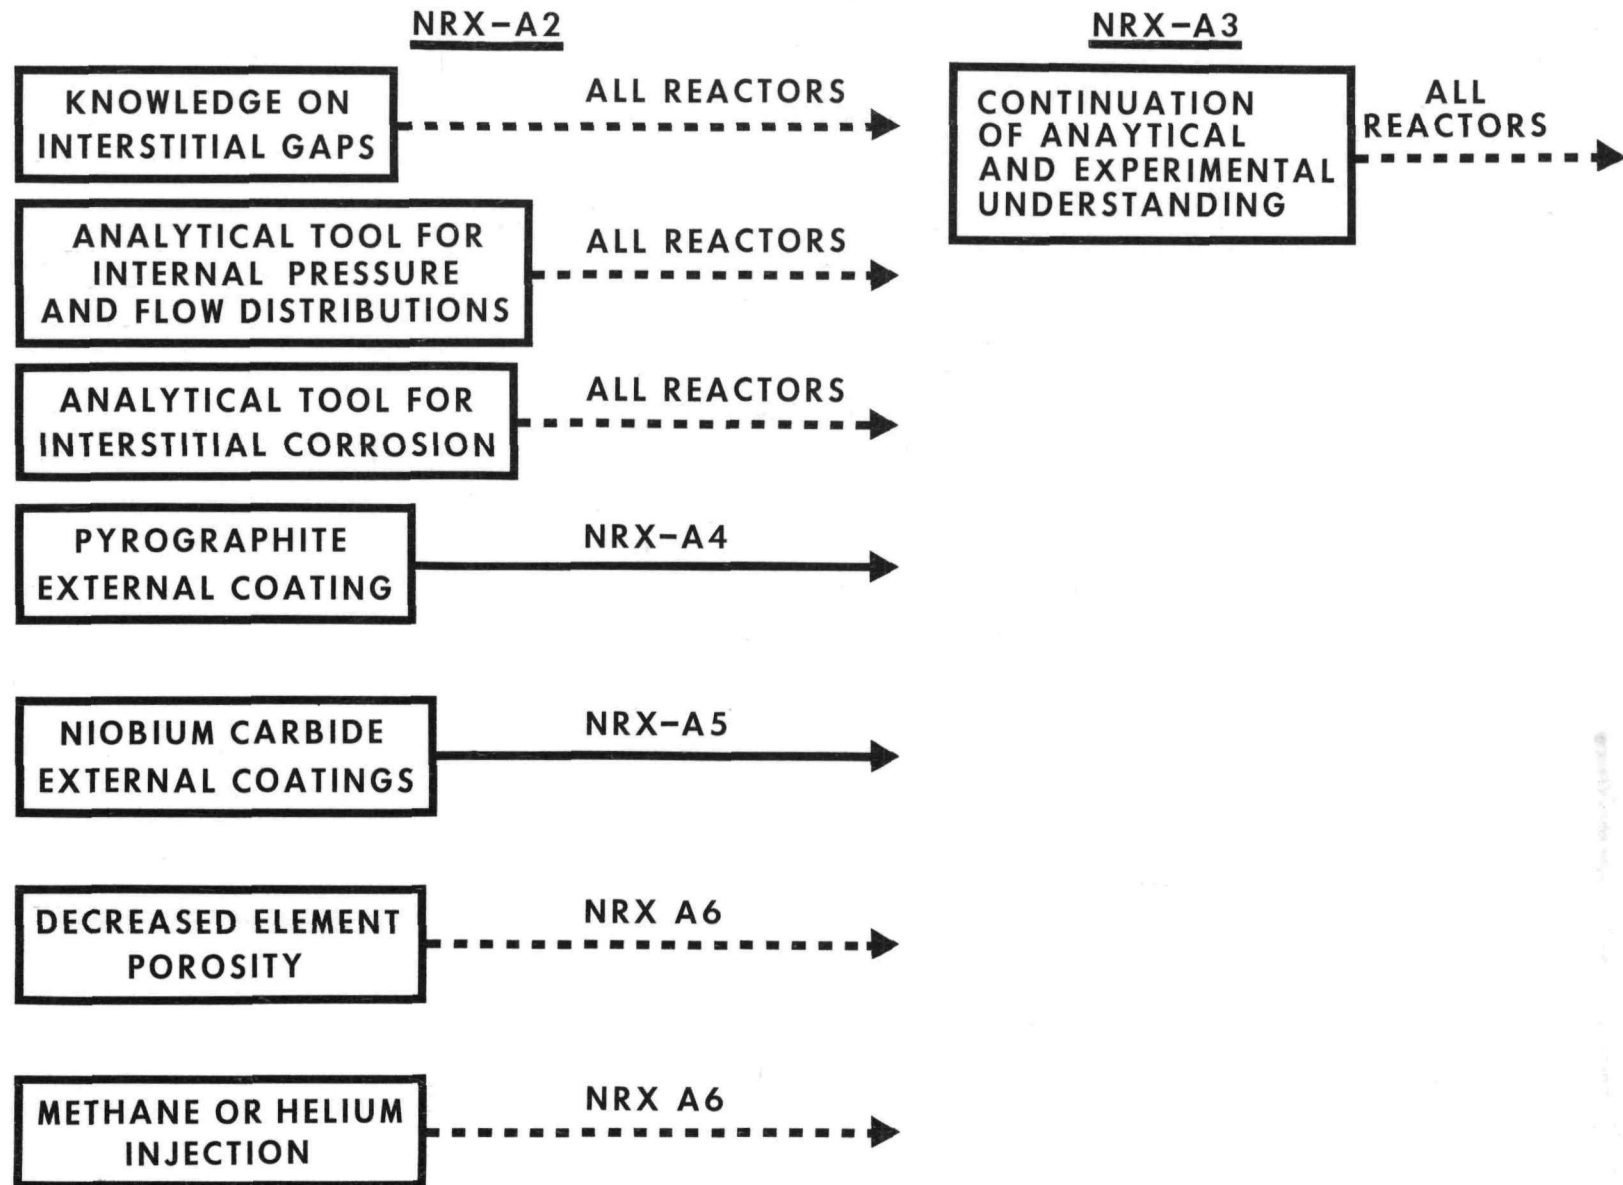 NRX–A2
KNOWLEDGE ON
INTERSTITIAL GAPS
ALL REACTORS
ANALYTICAL TOOL FOR
INTERNAL PRESSURE
AND FLOW DISTRIBUTIONS
ALL REACTORS
ANALYTICAL TOOL FOR
INTERSTITIAL CORROSION
ALL REACTORS
PYROGRAPHITE
EXTERNAL COATING
NRX–A4
NIOBIUM CARBIDE
EXTERNAL COATINGS
NRX–A5
DECREASED ELEMENT
POROSITY
NRX A6
METHANE OR HELIUM
INJECTION
NRX A6
NRX–A3
CONTINUATION
OF ANAYTICAL
AND EXPERIMENTAL
UNDERSTANDING
ALL
REACTORS